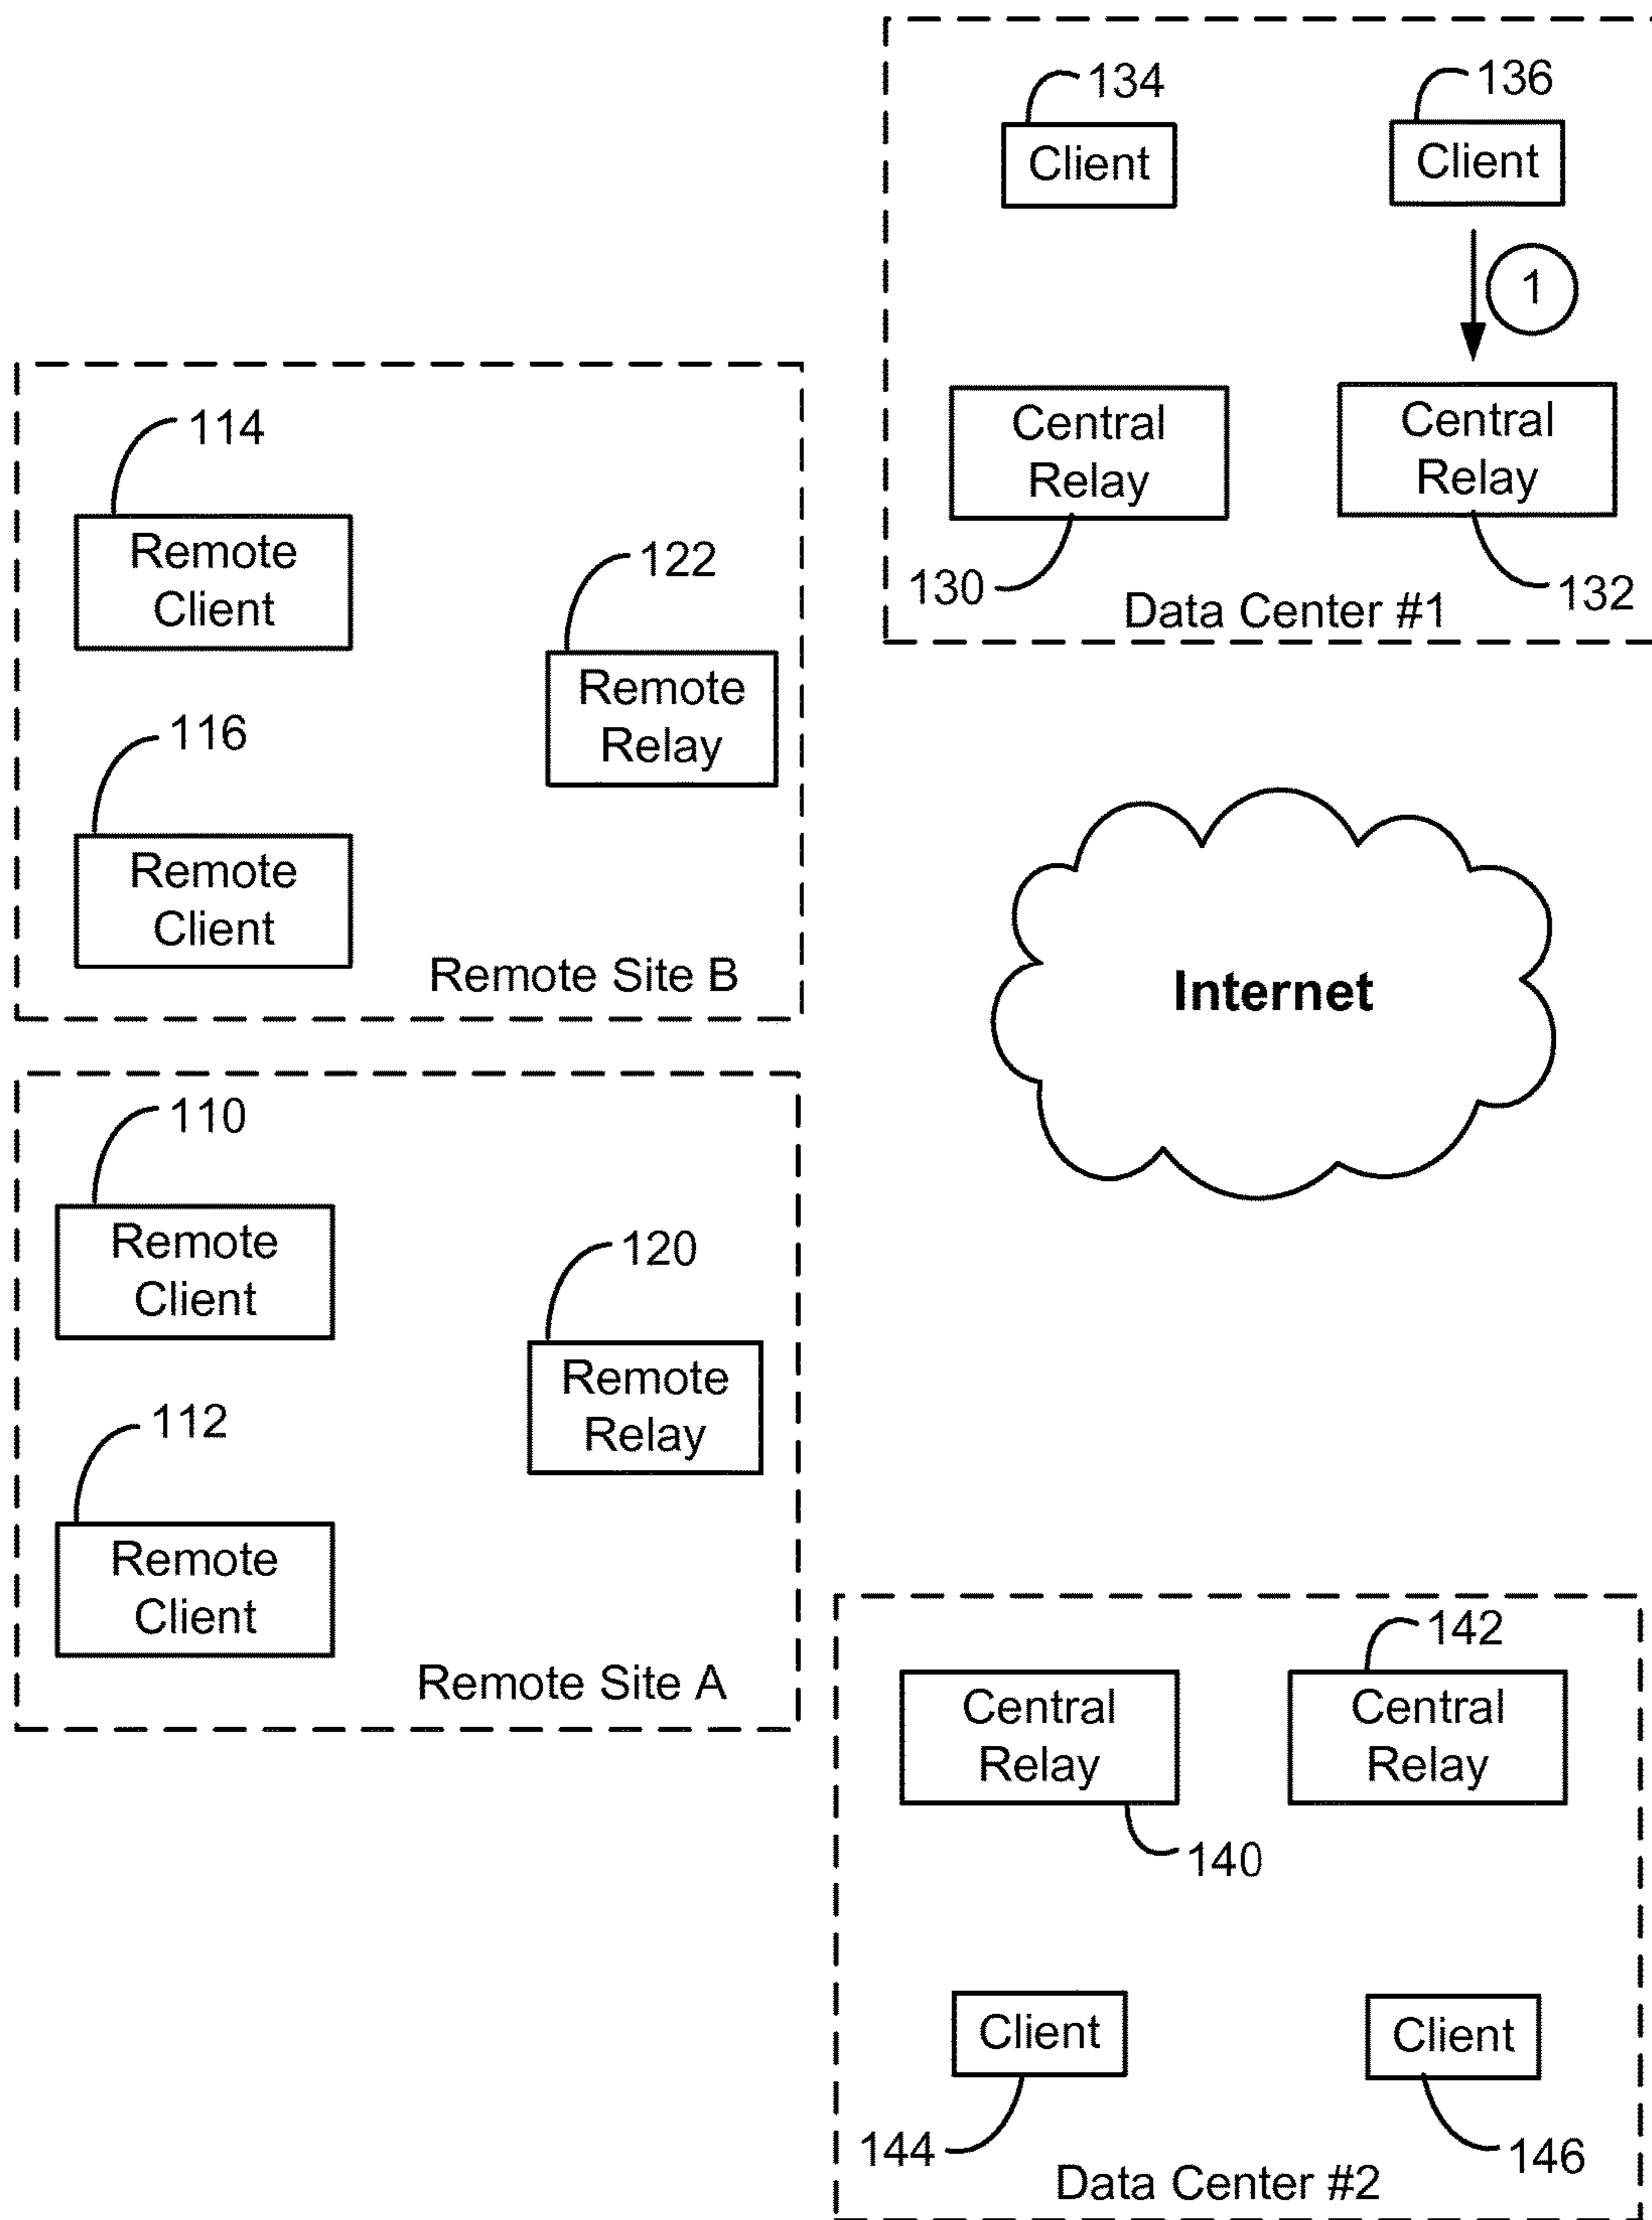 134
136
Client
Client
1
Central
Relay
Central
Relay
130
132
Data Center #1
114
Remote
Client
122
Remote
Relay
116
Remote
Client
Remote Site B
Internet
110
Remote
Client
120
Remote
Relay
112
Remote
Client
Remote Site A
142
Central
Relay
Central
Relay
140
Client
Client
144
146
Data Center #2